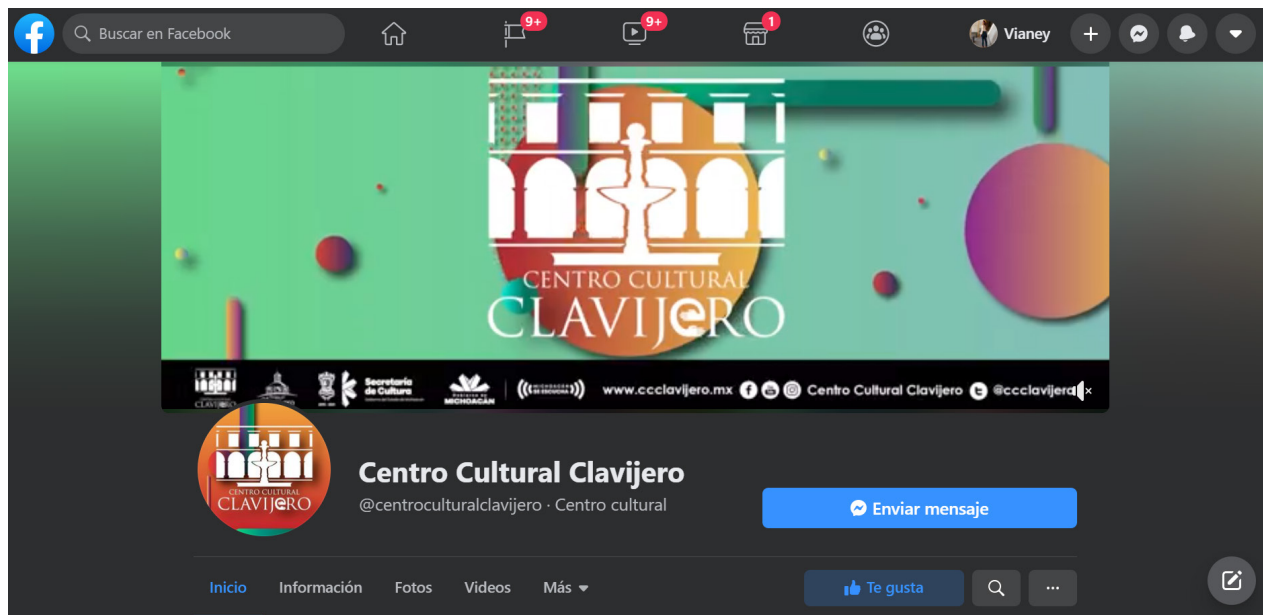 Buscar en Facebook
9+
9+
1
Vianey
CENTRO CULTURAL
CLAVIJERO
CLAVIJERO
Secretaría
de Cultura
MICHOACÁN
www.ccclavijero.mx
Centro Cultural Clavijero
@ccclavijero
CENTRO CULTURAL
CLAVIJERO
Centro Cultural Clavijero
@centroculturalclavijero · Centro cultural
Enviar mensaje
Inicio
Información
Fotos
Videos
Más
Te gusta